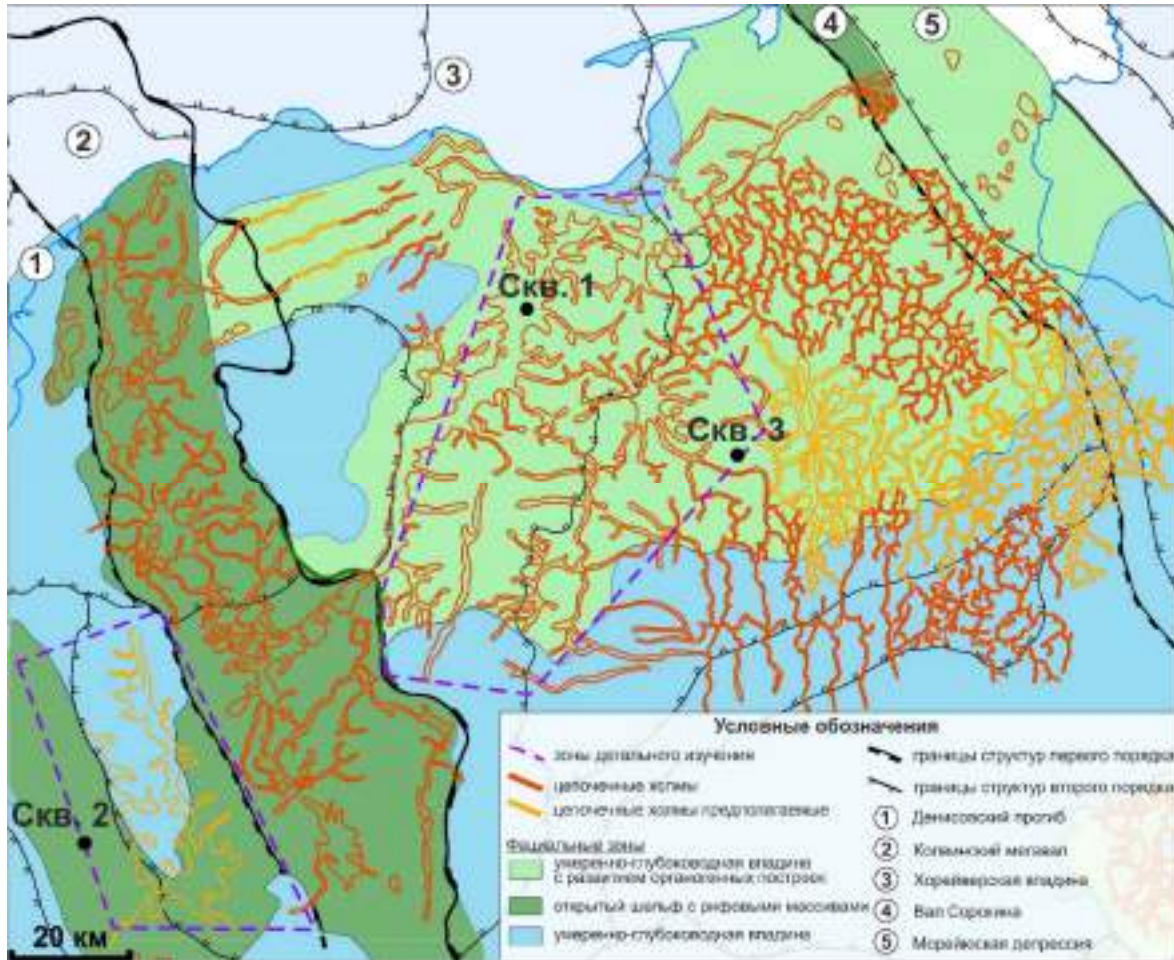 4
5
3
2
1
Скв. 1
Скв. 3
Скв. 2
20 км
Условные обозначения
зоны детального изучения
цепочечные холмы
цепочечные холмы предполагаемые
Фациальные зоны
умеренно-глубоководная впадина
с развитием органогенных построек
открытый шельф с рифовыми массивами
умеренно-глубоководная впадина
границы структур первого порядка
границы структур второго порядка
1 Денисовский прогиб
2 Колвинский мегавал
3 Хорейверская впадина
4 Вал Сорокина
5 Мореюская депрессия